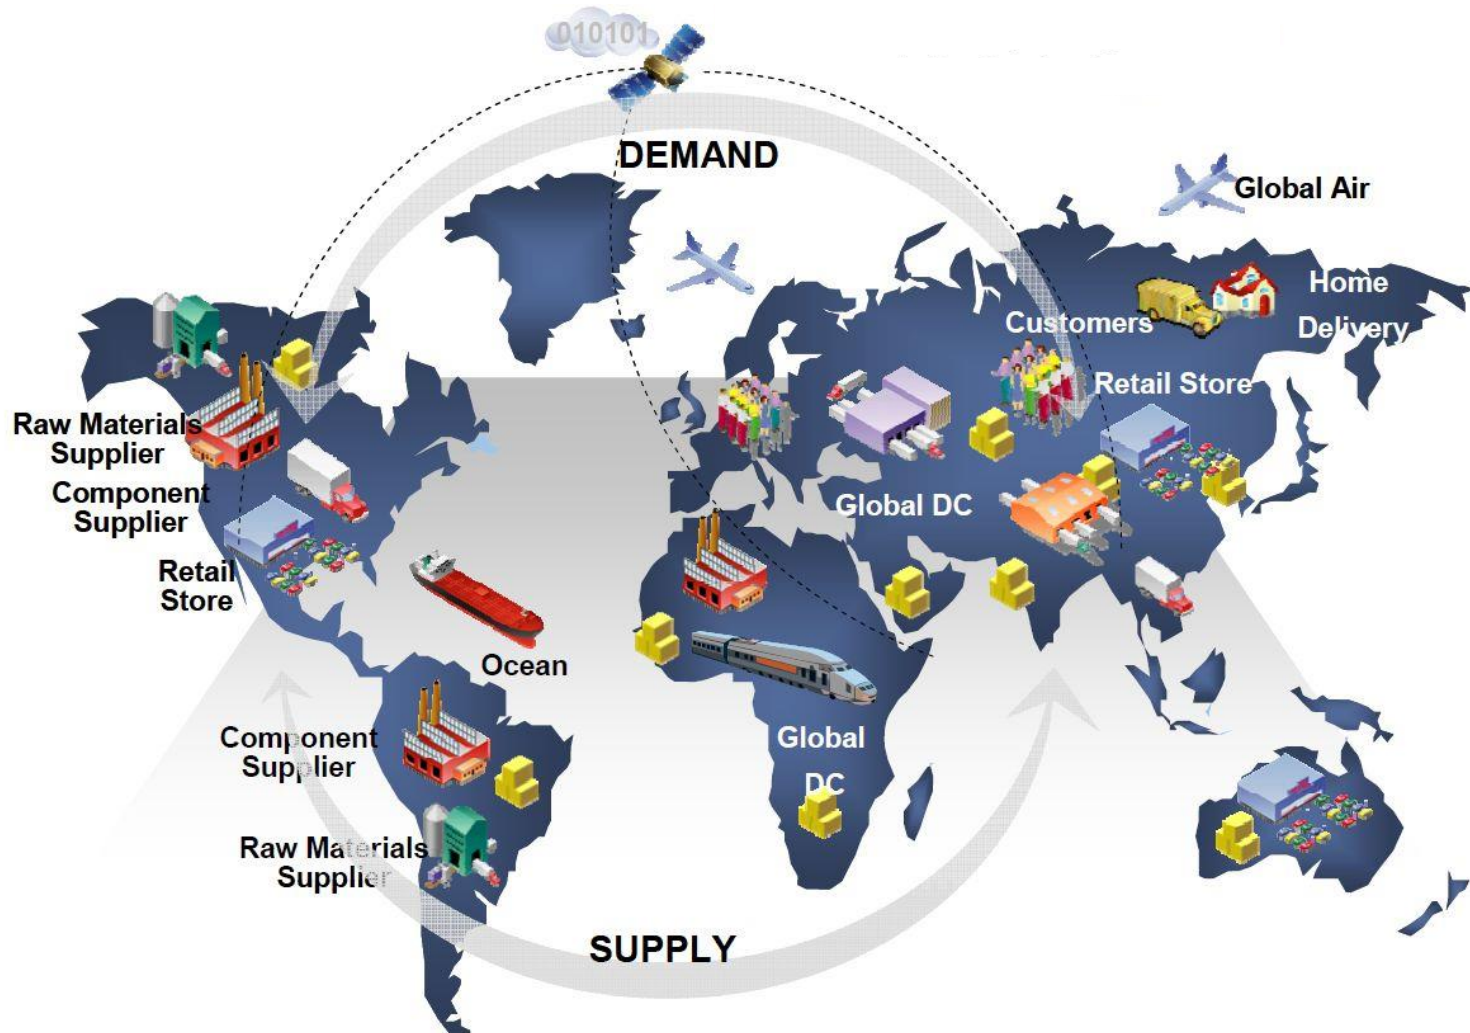 010101
DEMAND
Global Air
Home
Delivery
Customers
Retail Store
Raw Materials
Supplier
Component
Supplier
Global DC
Retail
Store
Ocean
Component
Supplier
Global
DC
Raw Materials
Supplier
SUPPLY